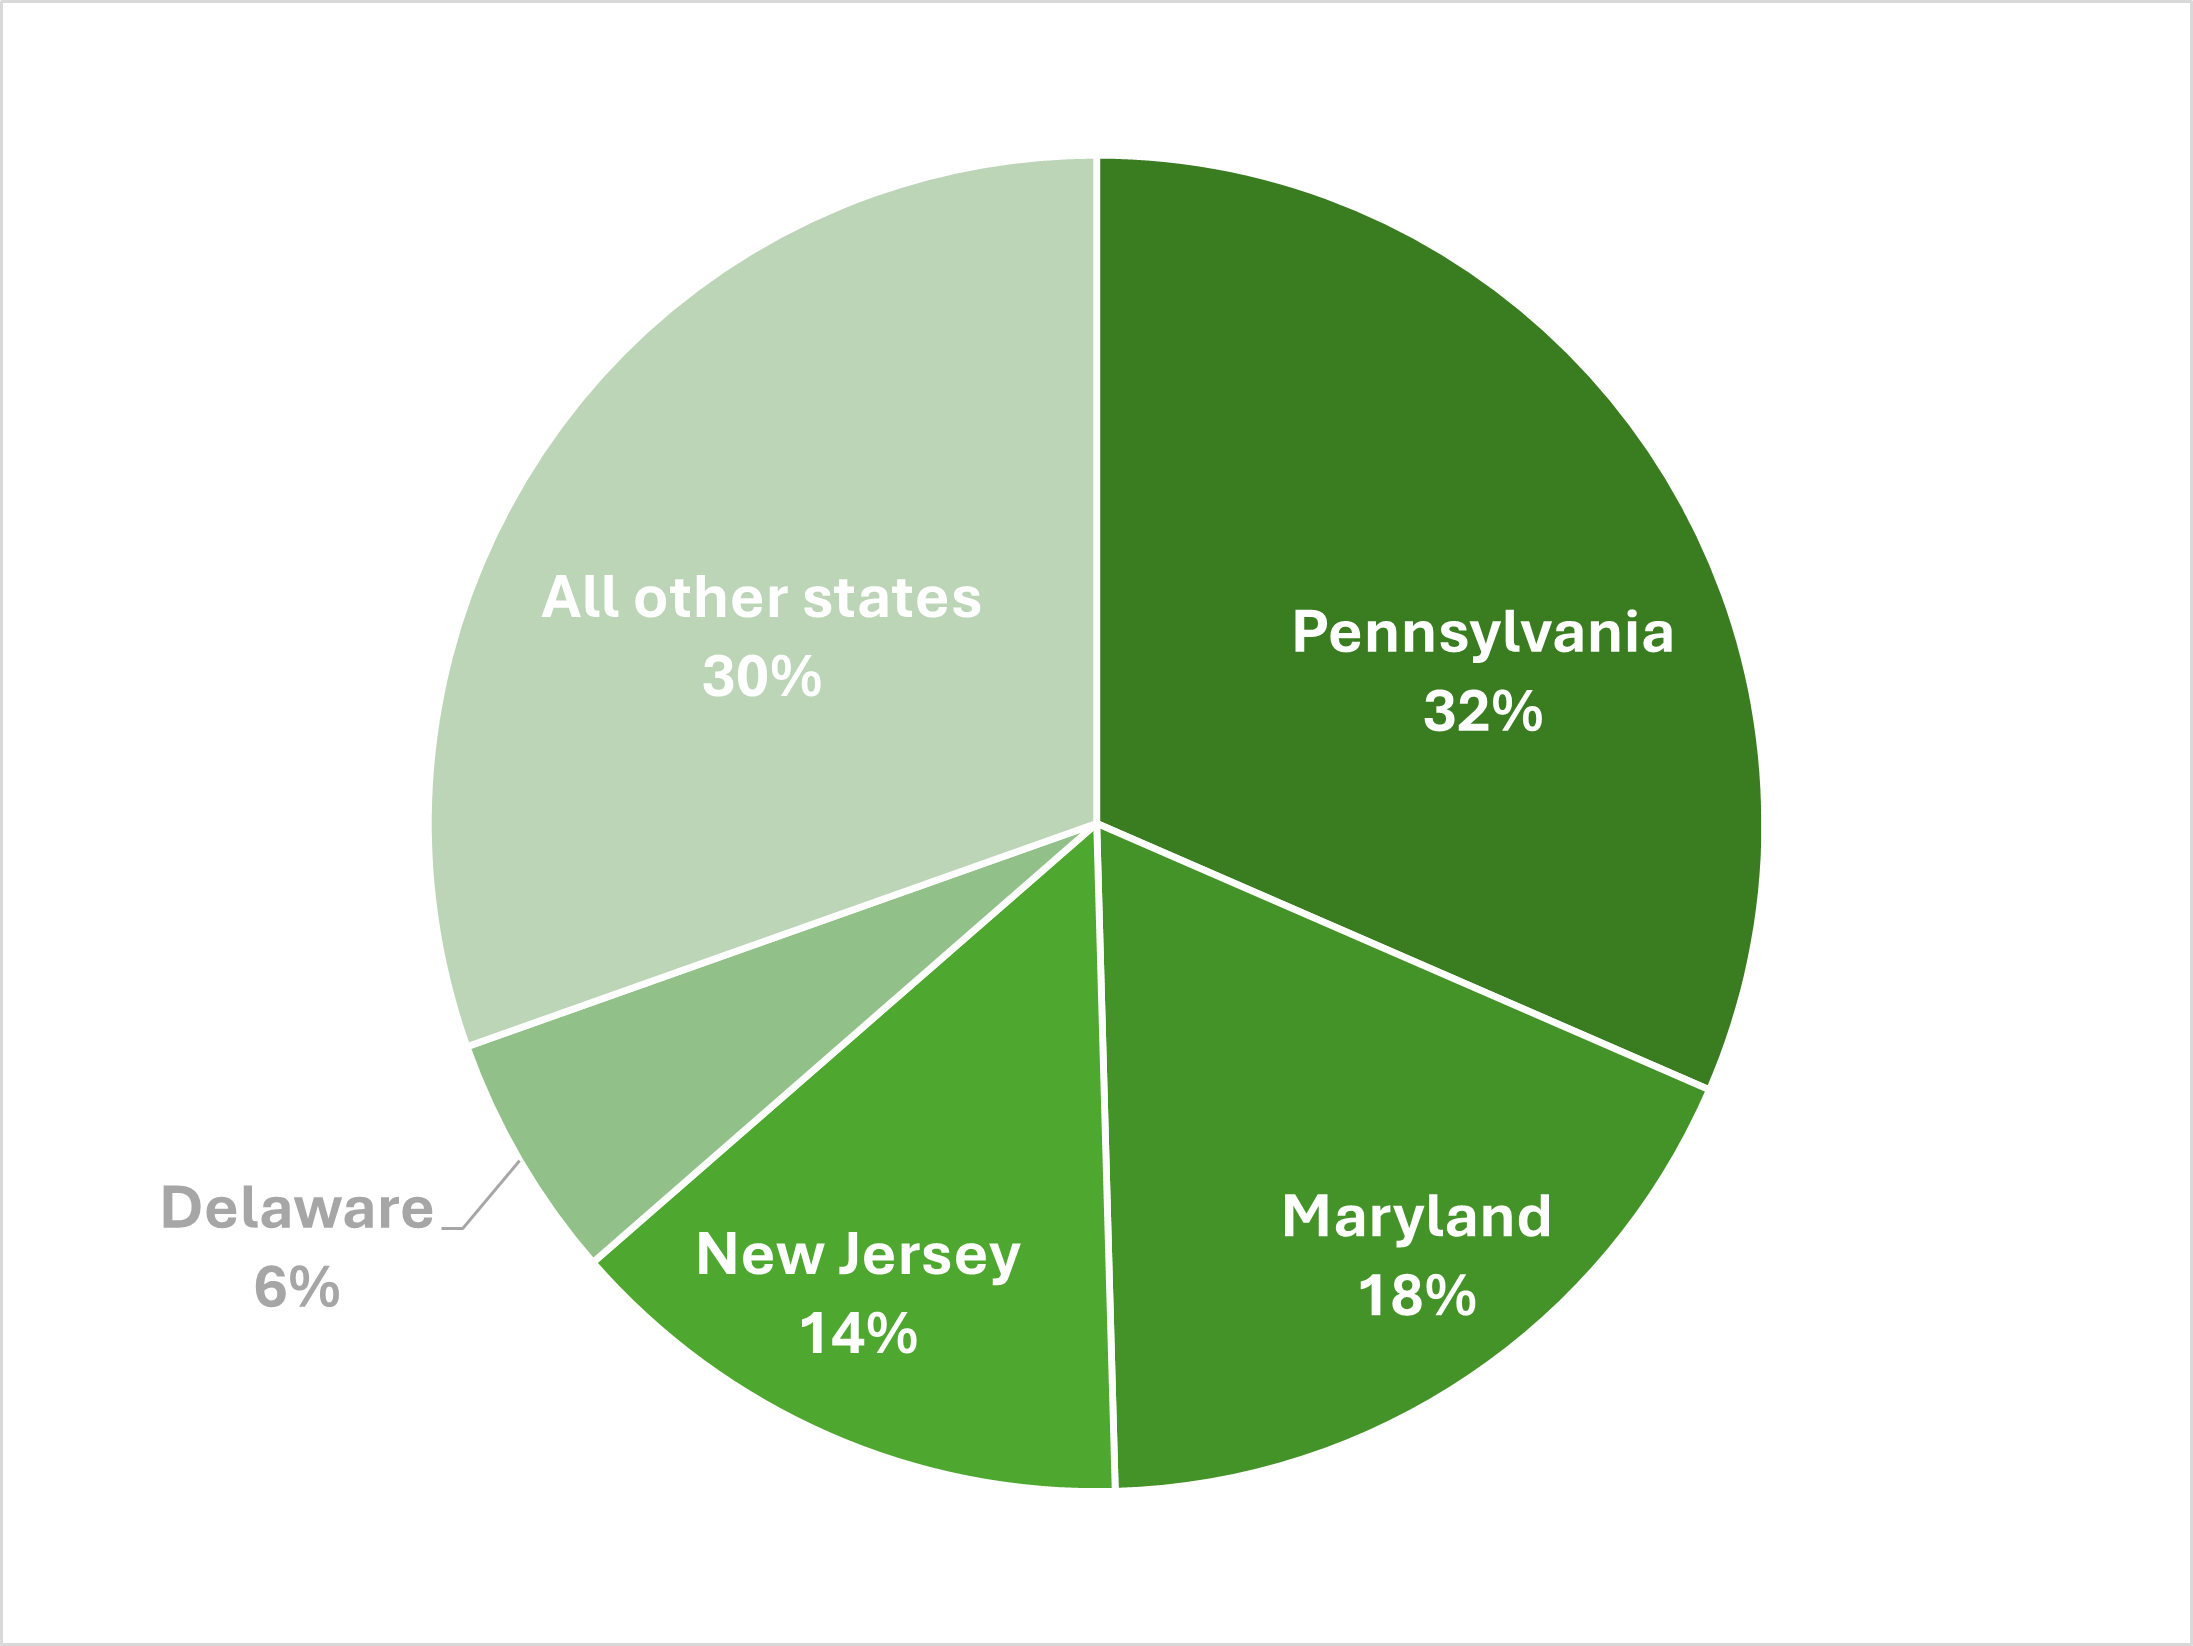 All other states
30%
Pennsylvania
32%
Delaware
6%
New Jersey
14%
Maryland
18%